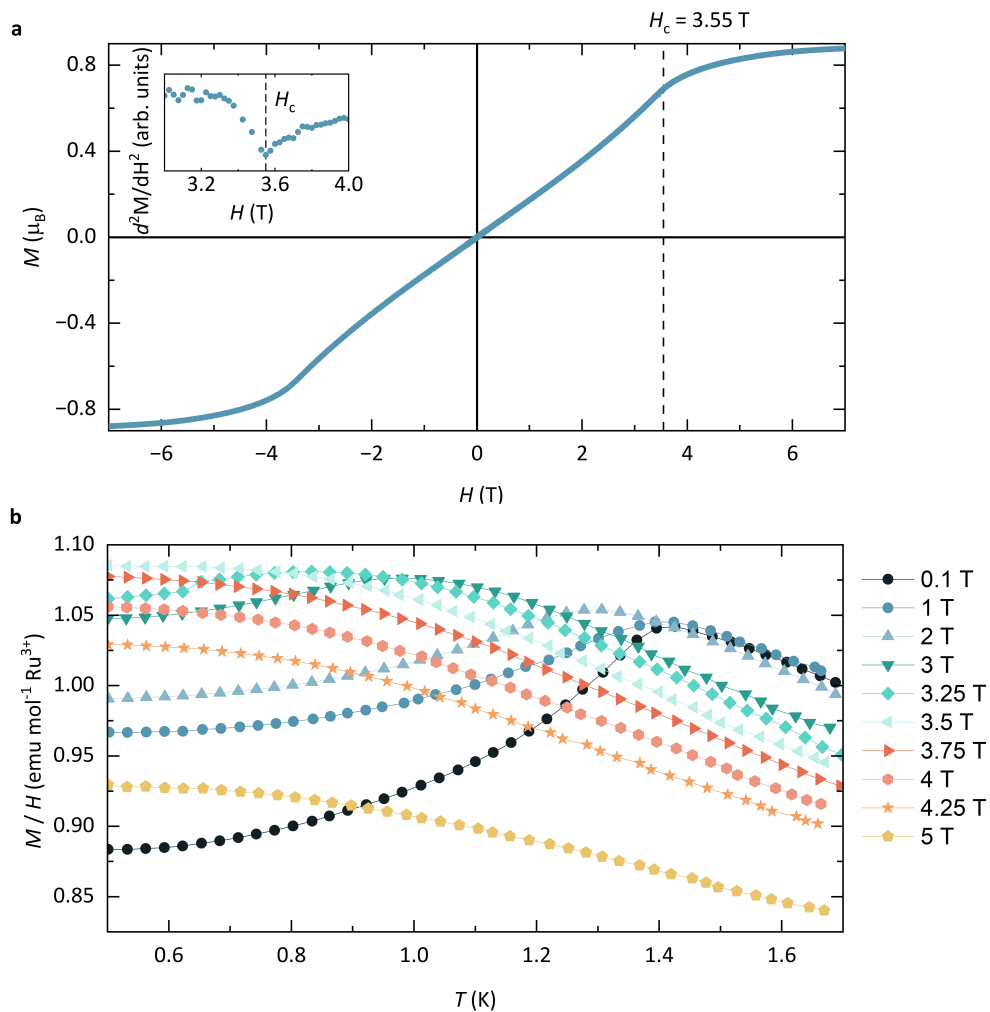 a
H_c = 3.55 T
0.8
0.4
0.0
−0.4
−0.8
M (μ_B)
d²M/dH² (arb. units)
H_c
3.2 3.6 4.0
H (T)
−6 −4 −2 0 2 4 6
H (T)
b
1.10
1.05
1.00
0.95
0.90
0.85
M / H (emu mol⁻¹ Ru³⁺)
0.6 0.8 1.0 1.2 1.4 1.6
T (K)
0.1 T
1 T
2 T
3 T
3.25 T
3.5 T
3.75 T
4 T
4.25 T
5 T